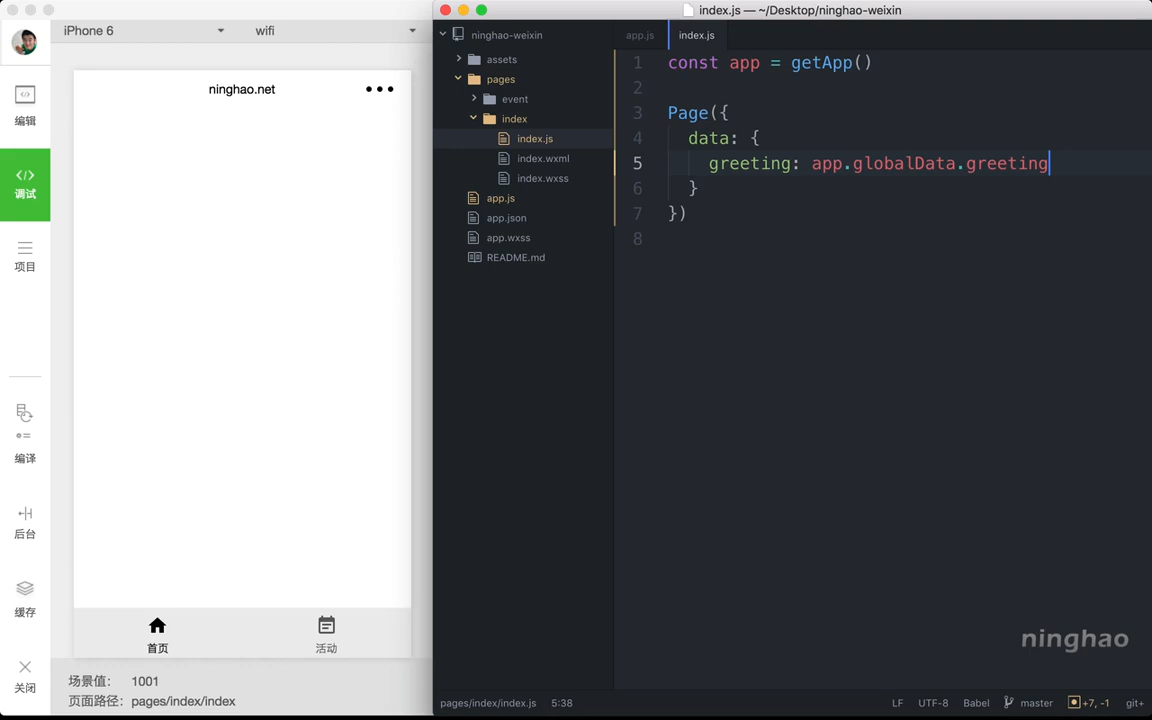 iPhone 6
wifi
编辑
调试
项目
编译
后台
缓存
关闭
ninghao.net
首页
活动
场景值： 1001
页面路径： pages/index/index
index.js — ~/Desktop/ninghao-weixin
ninghao-weixin
assets
pages
event
index
index.js
index.wxml
index.wxss
app.js
app.json
app.wxss
README.md
app.js
index.js
1 const app = getApp()
2
3 Page({
4 data: {
5 greeting: app.globalData.greeting
6 }
7 })
8
ninghao
pages/index/index.js 5:38
LF UTF-8 Babel master +7, -1 git+